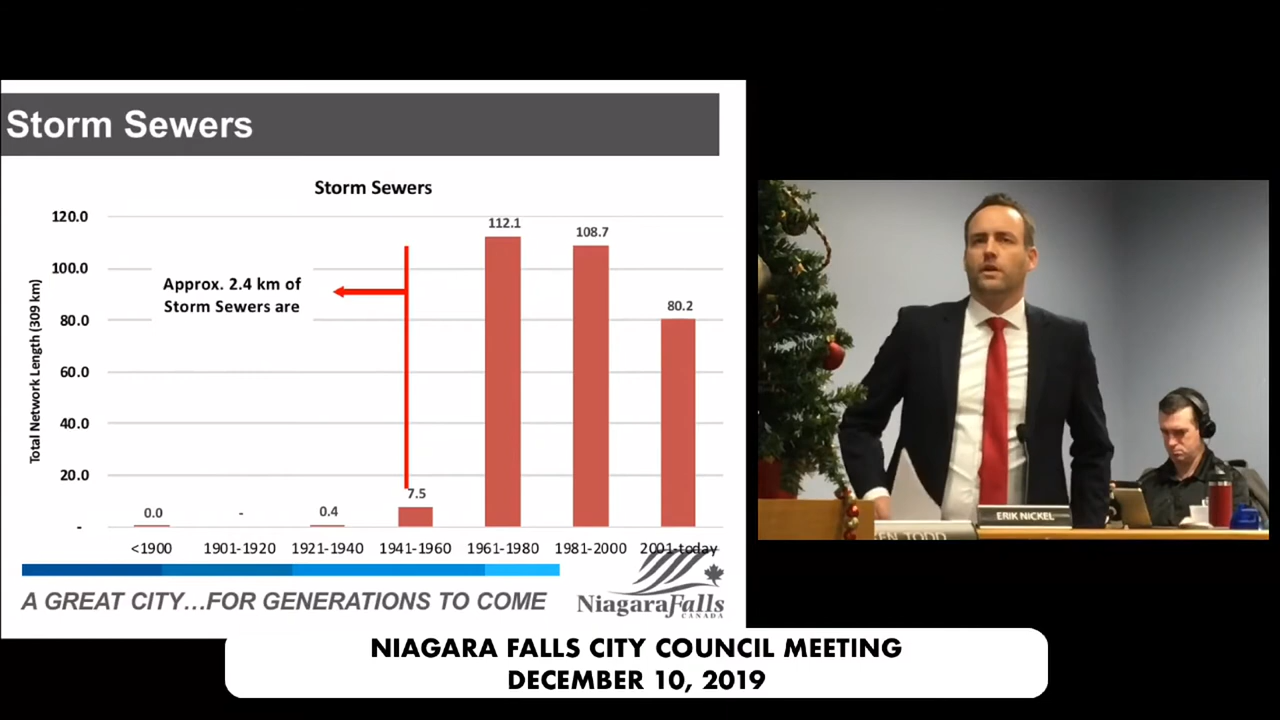 Storm Sewers
Storm Sewers
Total Network Length (309 km)
120.0
100.0
80.0
60.0
40.0
20.0
-
Approx. 2.4 km of
Storm Sewers are
0.0
-
0.4
7.5
112.1
108.7
80.2
<1900
1901-1920
1921-1940
1941-1960
1961-1980
1981-2000
2001-today
A GREAT CITY...FOR GENERATIONS TO COME
NiagaraFalls
CANADA
ERIK NICKEL
TODD
NIAGARA FALLS CITY COUNCIL MEETING
DECEMBER 10, 2019